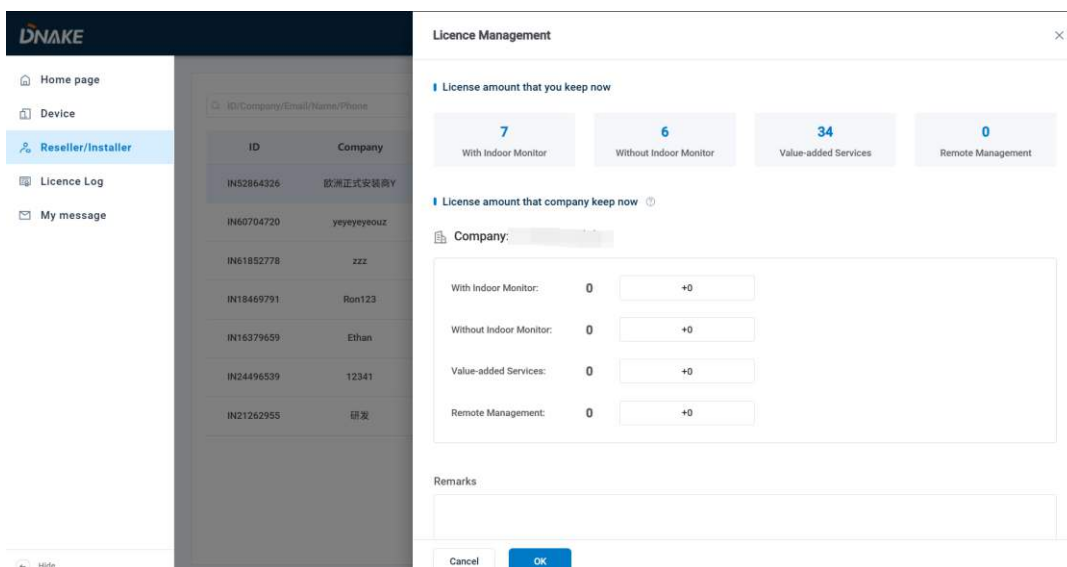 DNAKE
Licence Management
Home page
Device
Reseller/Installer
Licence Log
My message
Hide
ID/Company/Email/Name/Phone
ID Company
IN52864326 欧洲正式安装商Y
IN60704720 yeyeyeyeouz
IN61852778 zzz
IN18469791 Ron123
IN16379659 Ethan
IN24496539 12341
IN21262955 研发
License amount that you keep now
7 6 34 0
With Indoor Monitor Without Indoor Monitor Value-added Services Remote Management
License amount that company keep now
Company:
With Indoor Monitor: 0 +0
Without Indoor Monitor: 0 +0
Value-added Services: 0 +0
Remote Management: 0 +0
Remarks
Cancel OK